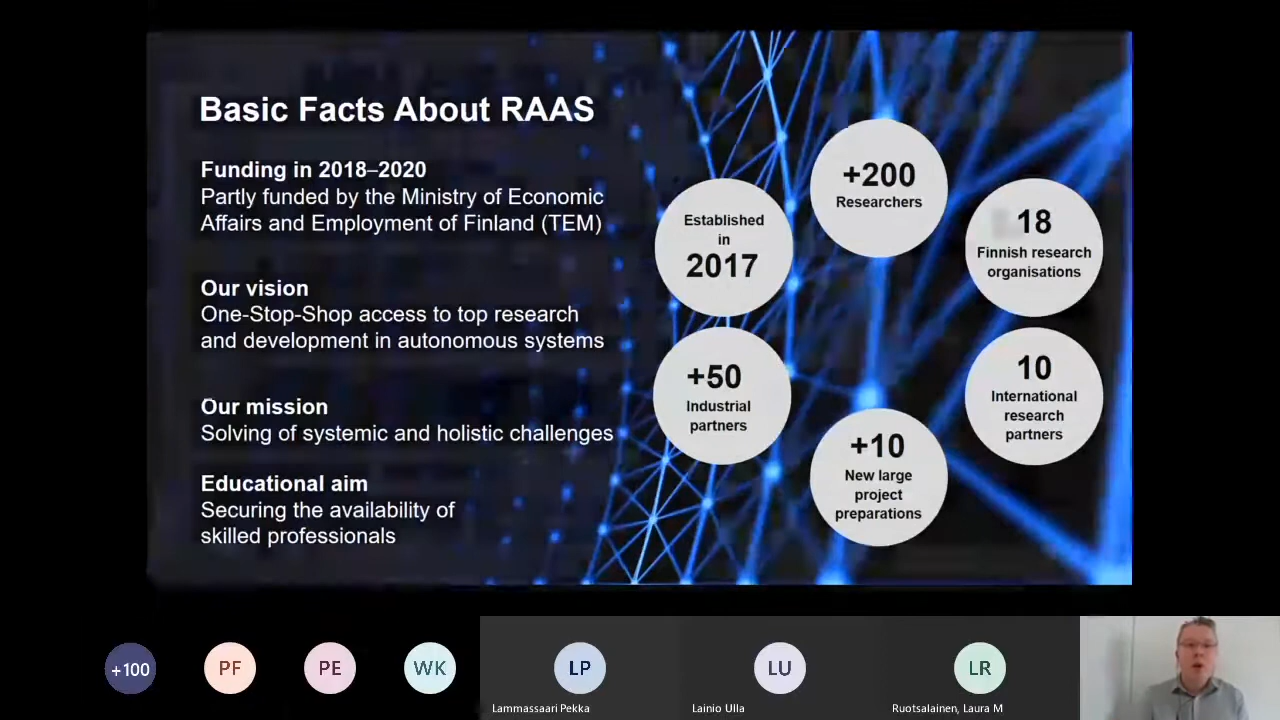 Basic Facts About RAAS
Funding in 2018–2020
Partly funded by the Ministry of Economic
Affairs and Employment of Finland (TEM)
Our vision
One-Stop-Shop access to top research
and development in autonomous systems
Our mission
Solving of systemic and holistic challenges
Educational aim
Securing the availability of
skilled professionals
Established
in
2017
+200
Researchers
18
Finnish research
organisations
+50
Industrial
partners
+10
New large
project
preparations
10
International
research
partners
+100
PF
PE
WK
LP
Lammassaari Pekka
LU
Lainio Ulla
LR
Ruotsalainen, Laura M